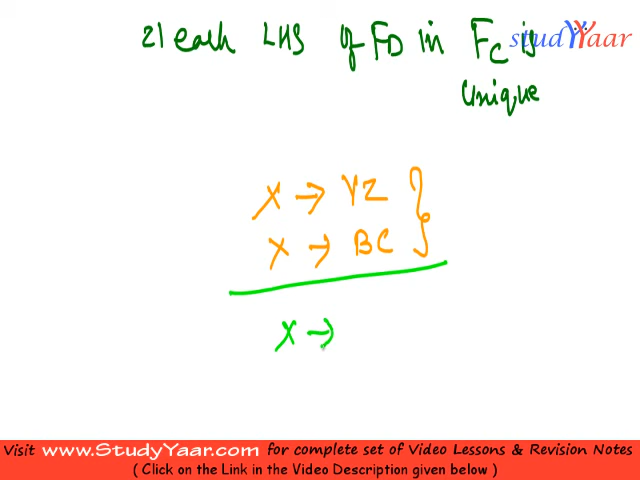 2) each LHS of FD in Fc is
studYYaar
unique
X → YZ }
X → BC }
X →
Visit www.StudyYaar.com for complete set of Video Lessons & Revision Notes
( Click on the Link in the Video Description given below )